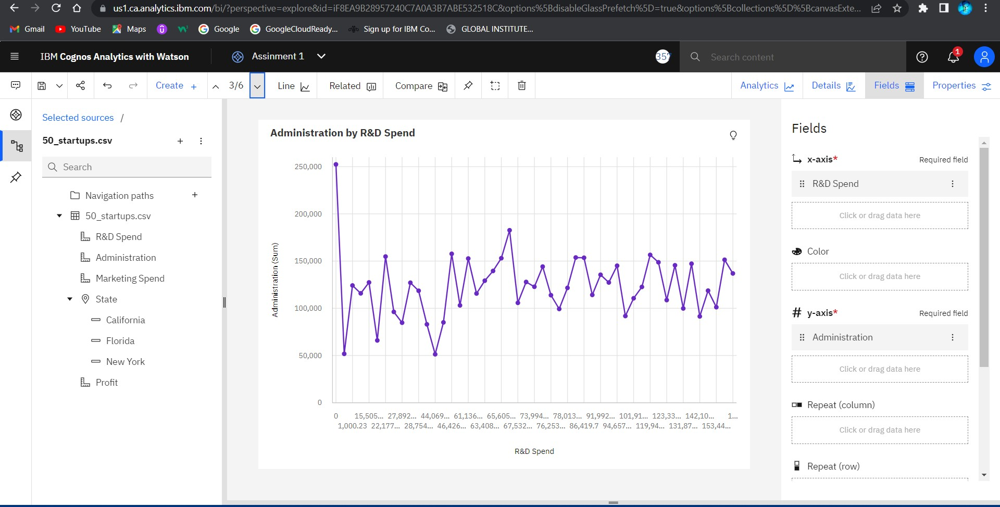 us1.ca.analytics.ibm.com/bi/?perspective=explore&id=iF8EA9B28957240C7A0A3B7ABE532518C&options%5BdisableGlassPrefetch%5D=true&options%5Bcollections%5D%5BcanvasExte...
Gmail YouTube Maps Google GoogleCloudReady... Sign up for IBM Co... GLOBAL INSTITUTE...
IBM Cognos Analytics with Watson Assinment 1 357 Search content 1
Create + 3/6 Line Related Compare Analytics Details Fields Properties
Selected sources /
50_startups.csv
Search
Navigation paths
50_startups.csv
R&D Spend
Administration
Marketing Spend
State
California
Florida
New York
Profit
Administration by R&D Spend
Administration (Sum)
250,000
200,000
150,000
100,000
50,000
0
0 15,505... 27,892... 44,069... 61,136... 65,605... 73,994... 78,013... 91,992... 101,91... 123,33... 142,10... 1...
1,000.23 22,177... 28,754... 46,426... 63,408... 67,532... 76,253... 86,419.7 94,657... 119,94... 131,87... 153,44...
R&D Spend
Fields
x-axis* Required field
R&D Spend
Click or drag data here
Color
Click or drag data here
# y-axis* Required field
Administration
Click or drag data here
Repeat (column)
Click or drag data here
Repeat (row)